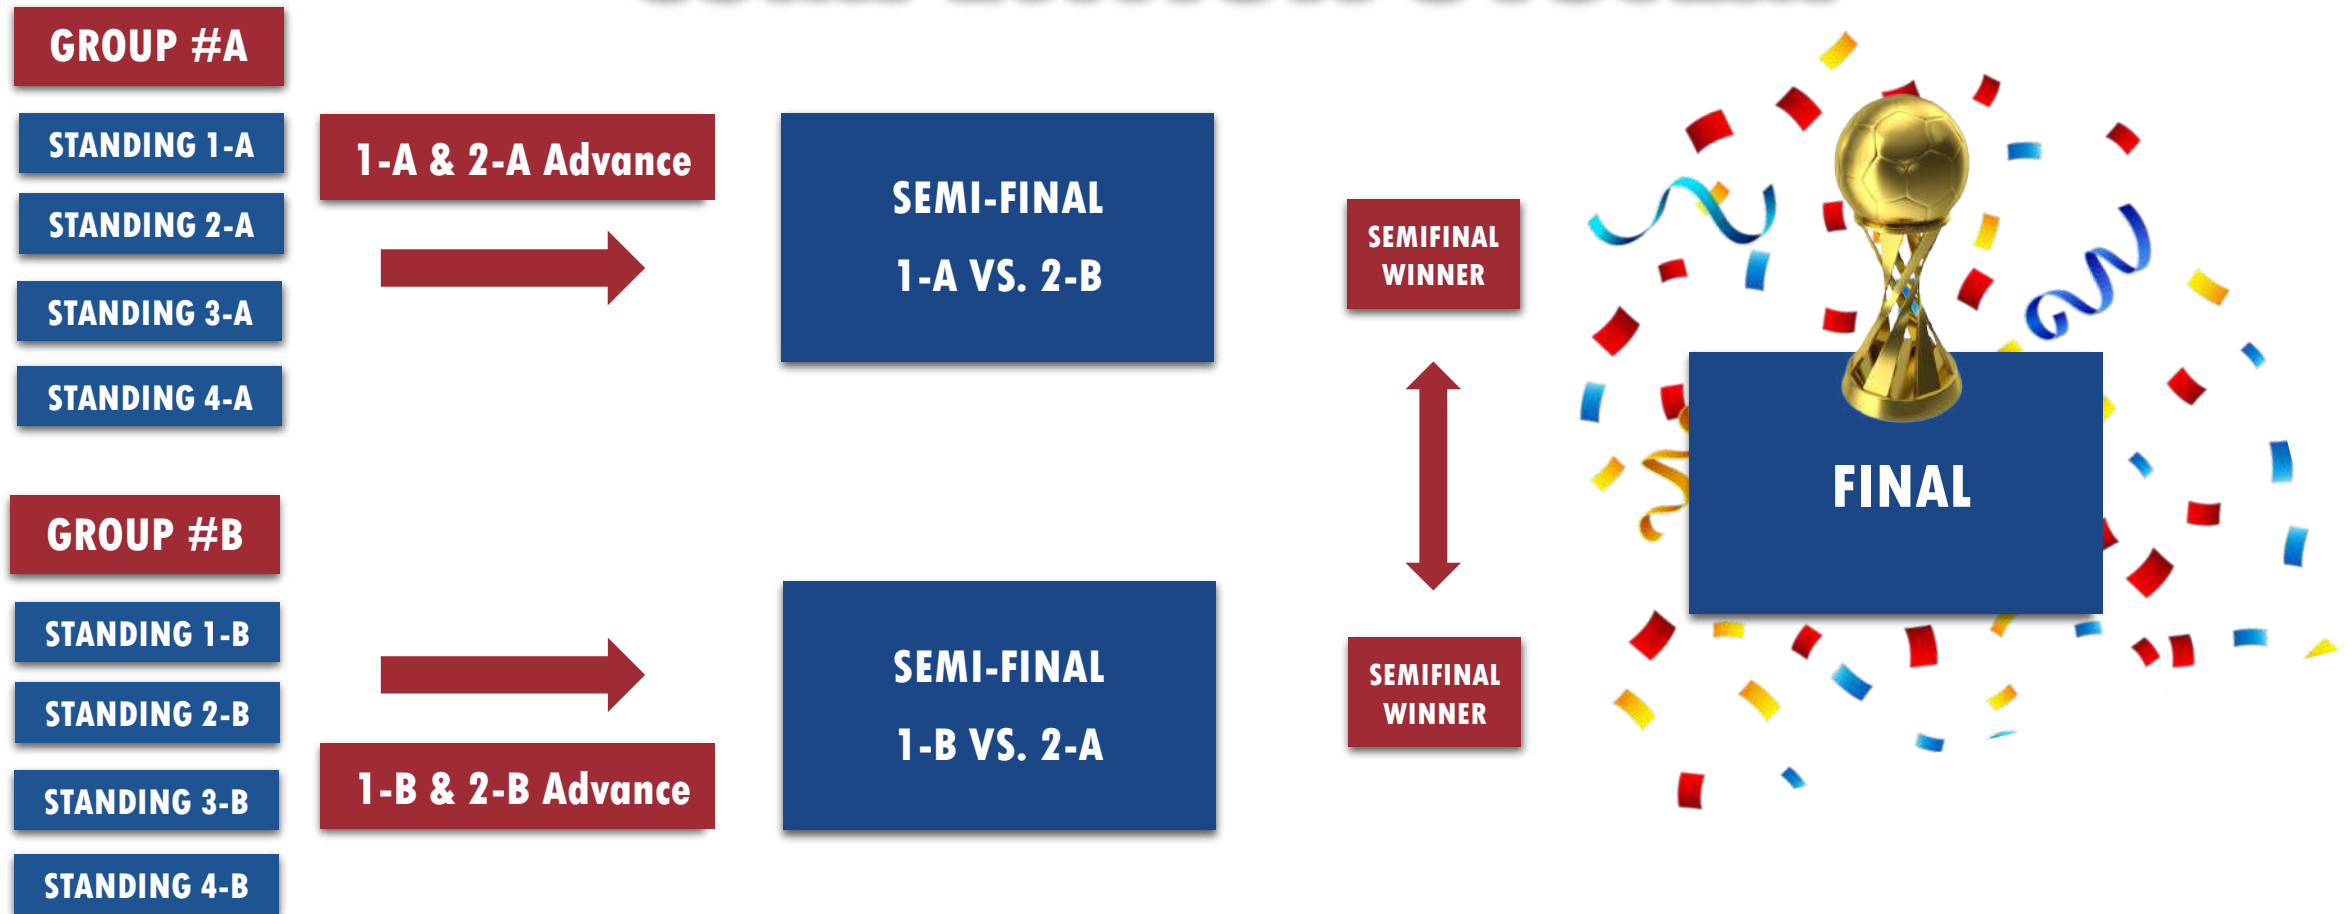 GROUP #A
STANDING 1-A
STANDING 2-A
STANDING 3-A
STANDING 4-A
1-A & 2-A Advance
SEMI-FINAL
1-A VS. 2-B
SEMIFINAL
WINNER
FINAL
GROUP #B
STANDING 1-B
STANDING 2-B
STANDING 3-B
STANDING 4-B
1-B & 2-B Advance
SEMI-FINAL
1-B VS. 2-A
SEMIFINAL
WINNER